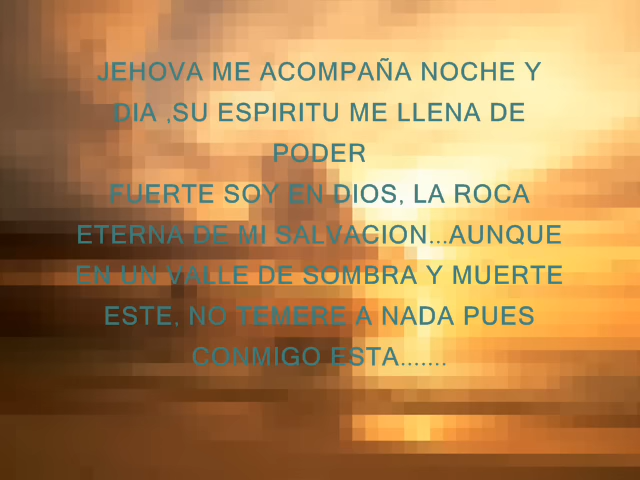 JEHOVA ME ACOMPAÑA NOCHE Y
DIA ,SU ESPIRITU ME LLENA DE
PODER
FUERTE SOY EN DIOS, LA ROCA
ETERNA DE MI SALVACION...AUNQUE
EN UN VALLE DE SOMBRA Y MUERTE
ESTE, NO TEMERE A NADA PUES
CONMIGO ESTA.......